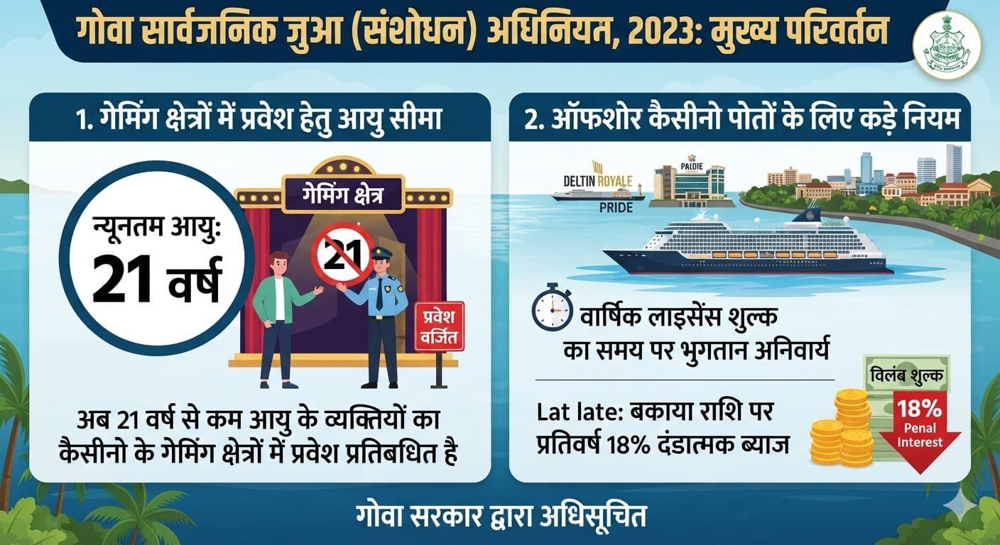 गोवा सार्वजनिक जुआ (संशोधन) अधिनियत, 2023: मुख्य परिवर्तन
1. गेमिंग क्षेत्रों में प्रवेश हेतु आयु सीमा
न्यूनतम आयु:
21 वर्ष
गेमिंग क्षेत्र
21
प्रवेश
वर्जित
अब 21 वर्ष से कम आयु के व्यक्तियों का
कैसीनो के गेमिंग क्षेत्रों में प्रवेश प्रतिबधित है
2. ऑफशोर कैसीनो पोतों के लिए कड़े नियम
DELTIN ROYALE
PRIDE
PALDIE
वार्षिक लाइसेंस शुल्क
का समय पर भुगतान अनिवार्य
Lat late: बकाया राशि पर
प्रतिवर्ष 18% दंडात्मक ब्याज
विलंब शुल्क
18%
Penal
Interest
गोवा सरकार द्वारा अधिसूचित